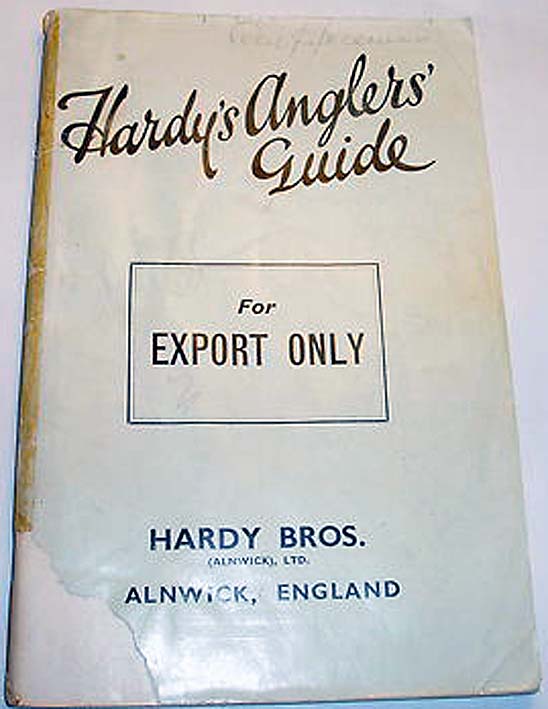 Hardy's Anglers'
Guide
For
EXPORT ONLY
HARDY BROS.
(ALNWICK), LTD.
ALNWICK, ENGLAND